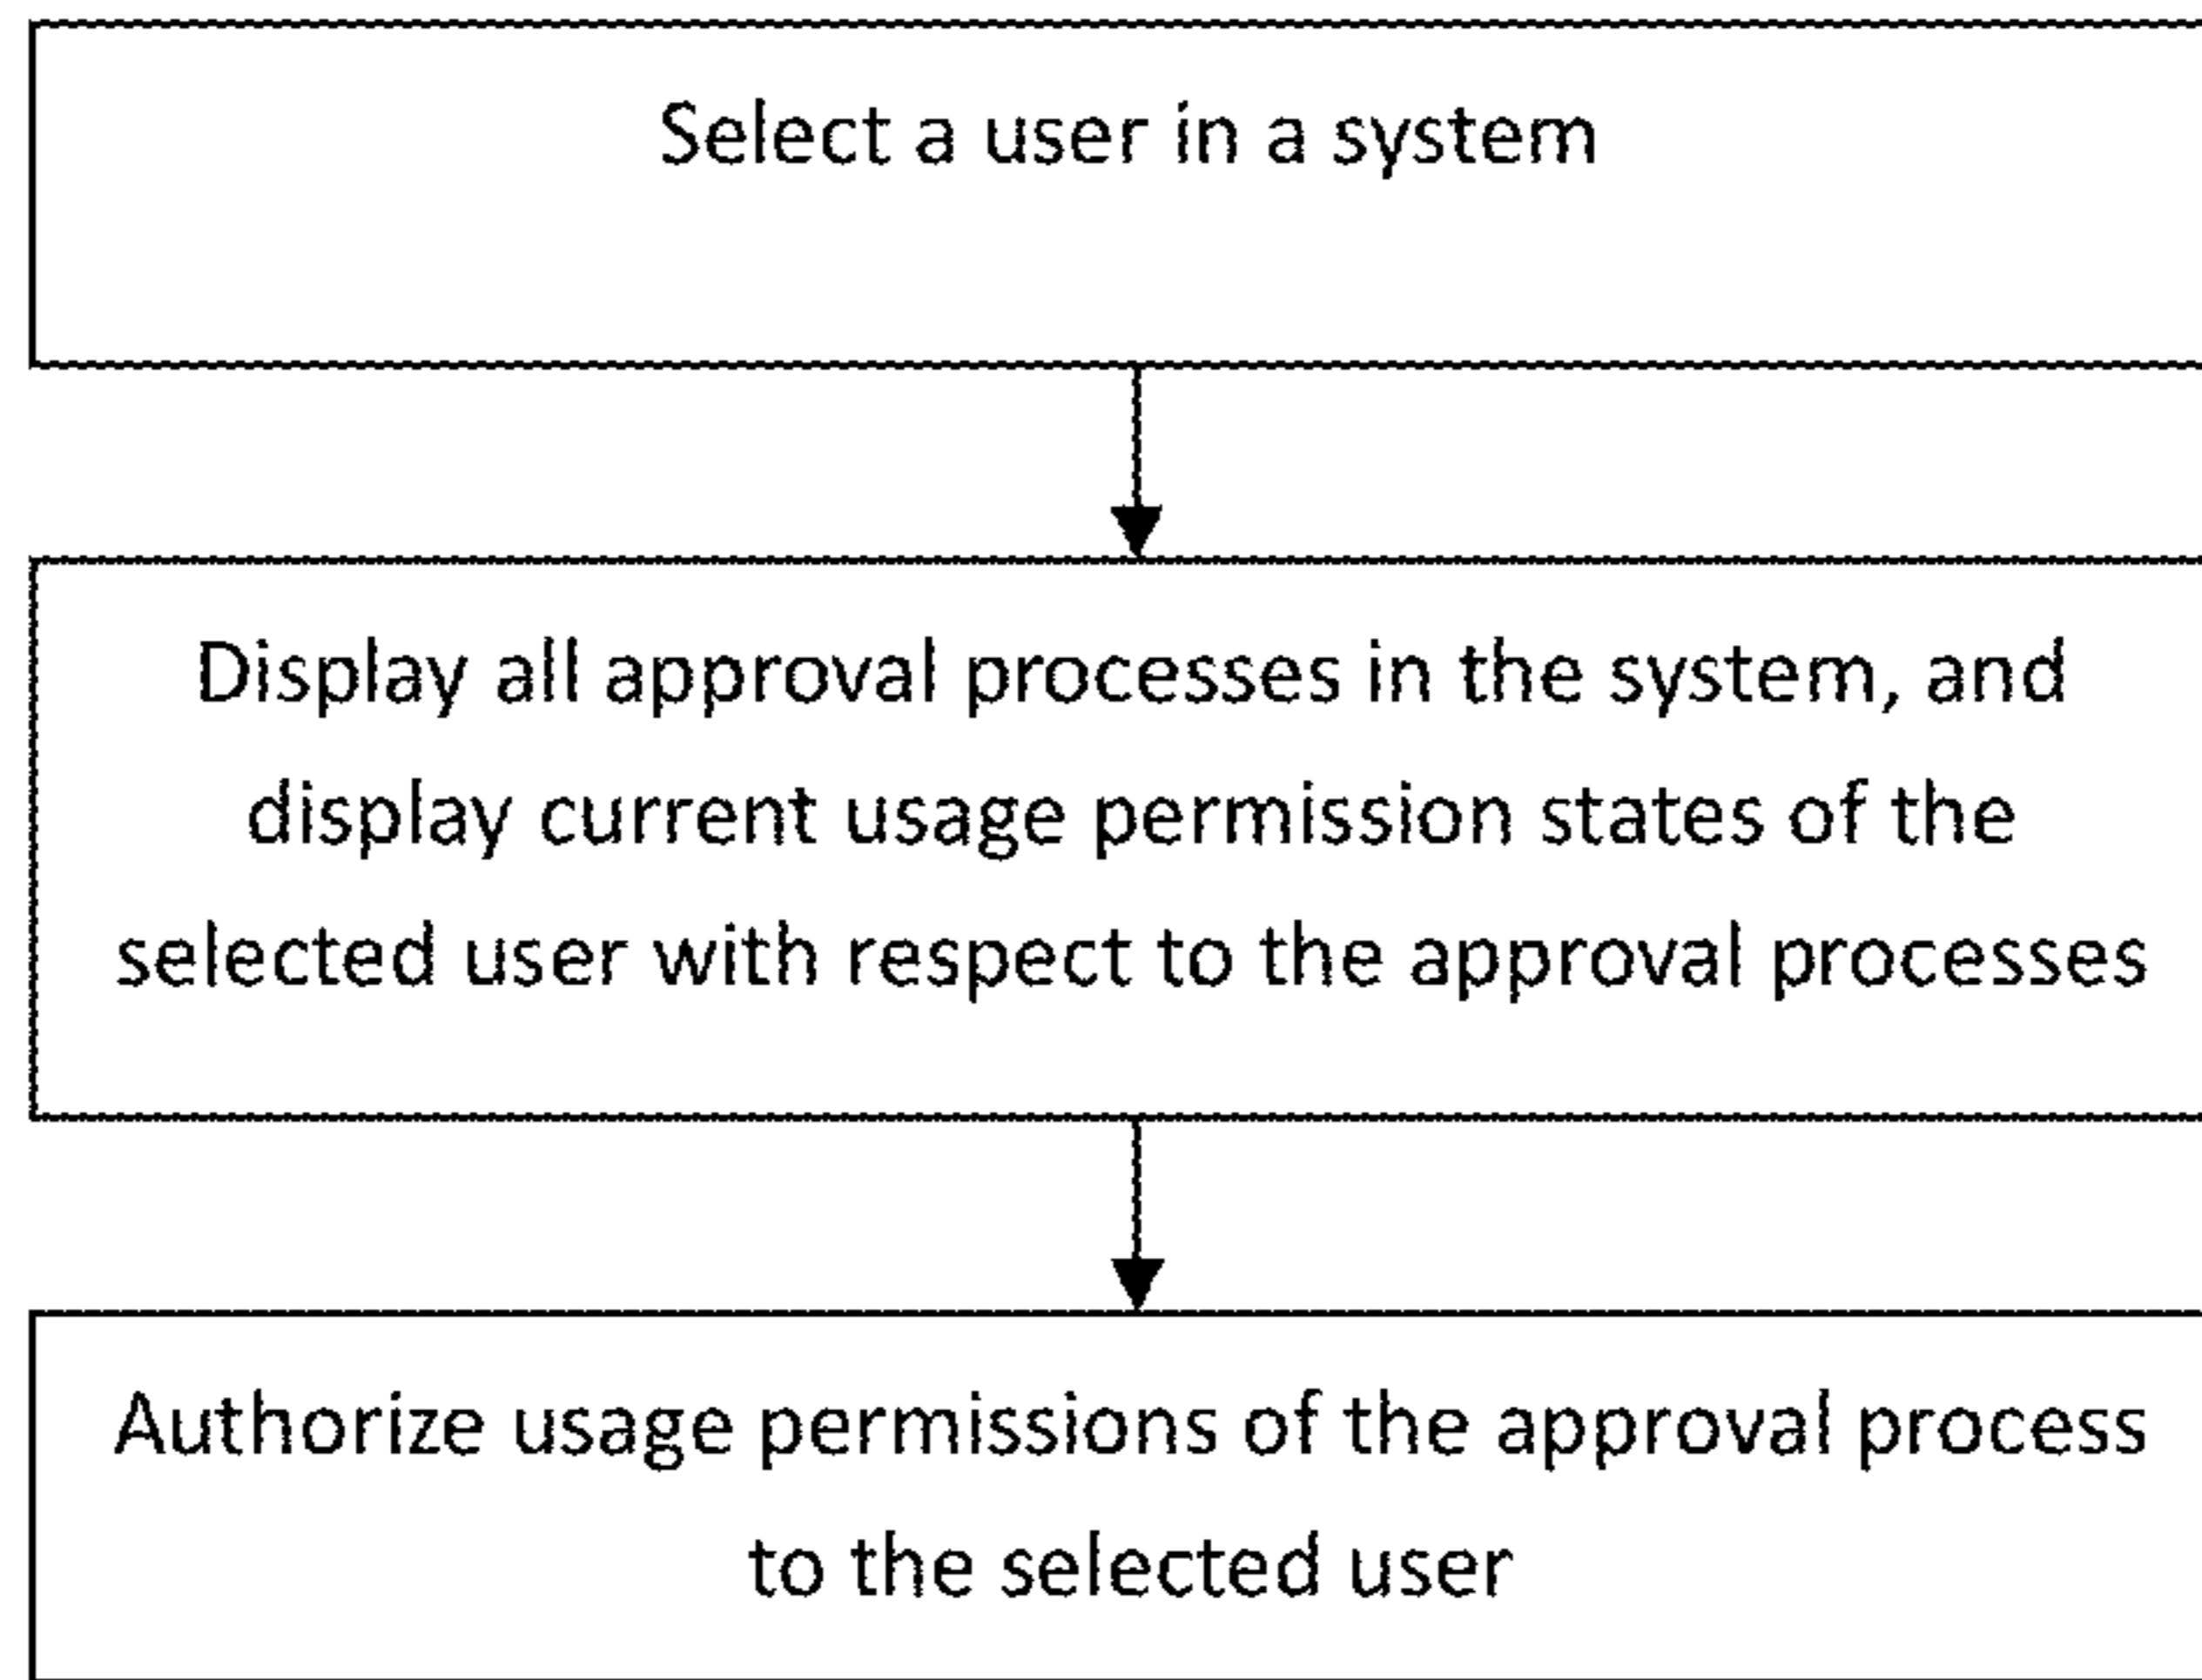 Select a user in a system
Display all approval processes in the system, and
display current usage permission states of the
selected user with respect to the approval processes
Authorize usage permissions of the approval process
to the selected user